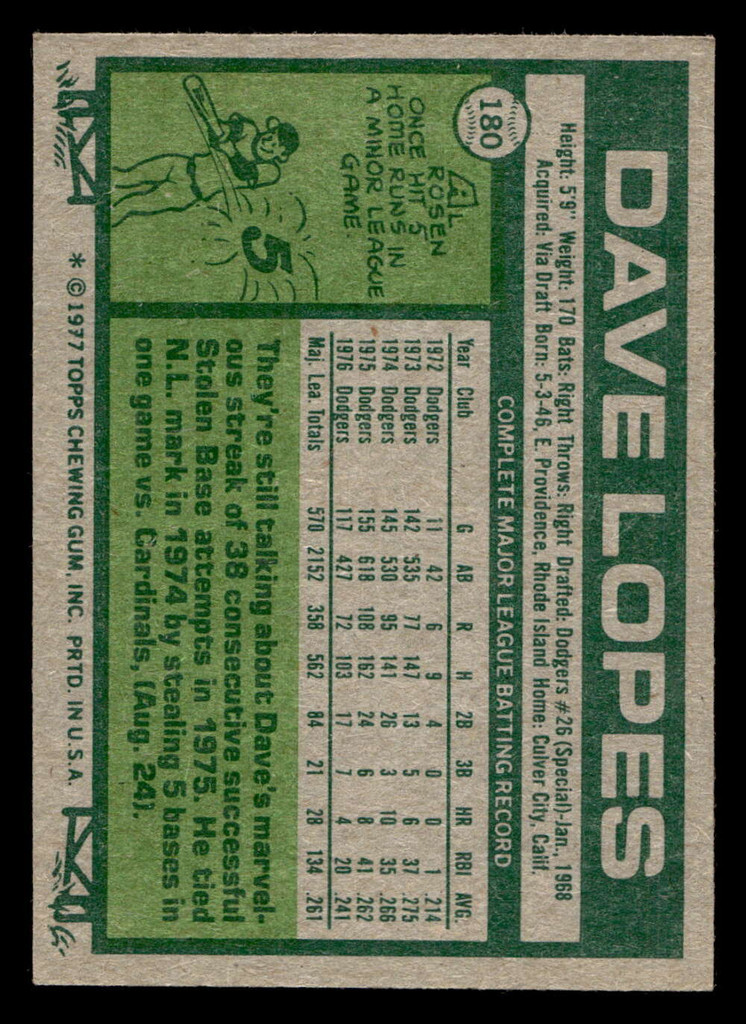 180
DAVE LOPES
Height: 5'9" Weight: 170 Bats: Right Throws: Right Drafted: Dodgers #26 (Special)-Jan., 1968
Acquired: Via Draft Born: 5-3-46, E. Providence, Rhode Island Home: Culver City, Calif.
AL
ROSEN
ONCE HIT 5
HOME RUNS IN
A MINOR LEAGUE
GAME.
5
COMPLETE MAJOR LEAGUE BATTING RECORD
Year Club G AB R H 2B 3B HR RBI AVG.
1972 Dodgers 11 42 6 9 4 0 0 1 .214
1973 Dodgers 142 535 77 147 13 5 6 37 .275
1974 Dodgers 145 530 95 141 26 3 10 35 .266
1975 Dodgers 155 618 108 162 24 6 8 41 .262
1976 Dodgers 117 427 72 103 17 7 4 20 .241
Maj. Lea. Totals 570 2152 358 562 84 21 28 134 .261
They're still talking about Dave's marvel-
ous streak of 38 consecutive successful
Stolen Base attempts in 1975. He tied
N.L. mark in 1974 by stealing 5 bases in
one game vs. Cardinals, (Aug. 24).
* © 1977 TOPPS CHEWING GUM, INC. PRTD. IN U.S.A.